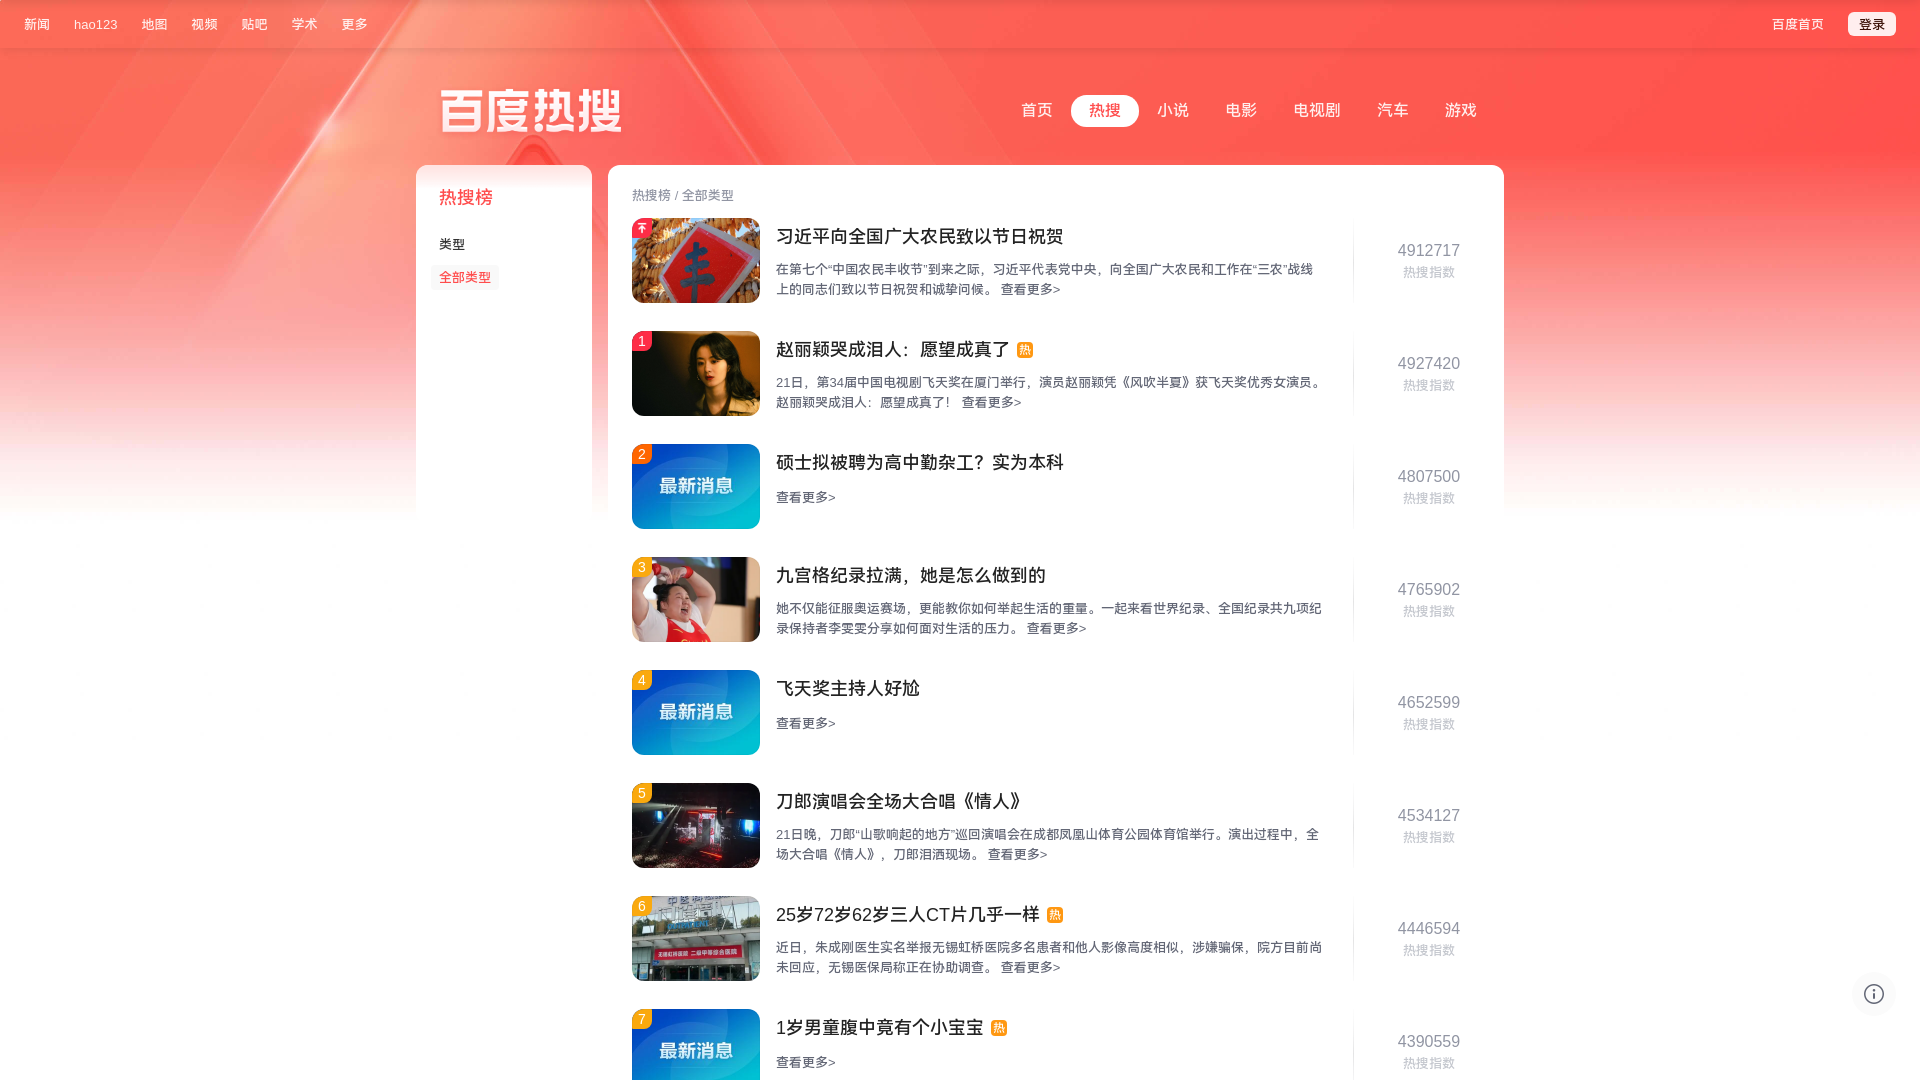 新闻 hao123 地图 视频 贴吧 学术 更多 百度首页 登录
百度热搜
首页 热搜 小说 电影 电视剧 汽车 游戏
热搜榜
类型
全部类型
热搜榜 / 全部类型
丰
习近平向全国广大农民致以节日祝贺
在第七个“中国农民丰收节”到来之际，习近平代表党中央，向全国广大农民和工作在“三农”战线
上的同志们致以节日祝贺和诚挚问候。 查看更多>
4912717
热搜指数
1
赵丽颖哭成泪人：愿望成真了 热
21日，第34届中国电视剧飞天奖在厦门举行，演员赵丽颖凭《风吹半夏》获飞天奖优秀女演员。
赵丽颖哭成泪人：愿望成真了！ 查看更多>
4927420
热搜指数
2
最新消息
硕士拟被聘为高中勤杂工？实为本科
查看更多>
4807500
热搜指数
3
九宫格纪录拉满，她是怎么做到的
她不仅能征服奥运赛场，更能教你如何举起生活的重量。一起来看世界纪录、全国纪录共九项纪
录保持者李雯雯分享如何面对生活的压力。 查看更多>
4765902
热搜指数
4
最新消息
飞天奖主持人好尬
查看更多>
4652599
热搜指数
5
刀郎演唱会全场大合唱《情人》
21日晚，刀郎“山歌响起的地方”巡回演唱会在成都凤凰山体育公园体育馆举行。演出过程中，全
场大合唱《情人》，刀郎泪洒现场。 查看更多>
4534127
热搜指数
6
25岁72岁62岁三人CT片几乎一样 热
近日，朱成刚医生实名举报无锡虹桥医院多名患者和他人影像高度相似，涉嫌骗保，院方目前尚
未回应，无锡医保局称正在协助调查。 查看更多>
4446594
热搜指数
7
最新消息
1岁男童腹中竟有个小宝宝 热
查看更多>
4390559
热搜指数